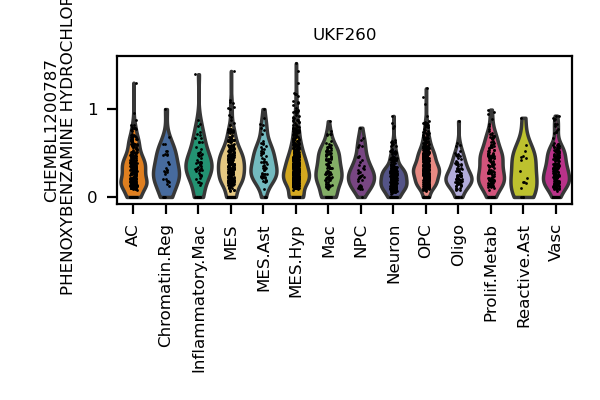 UKF260
CHEMBL1200787
PHENOXYBENZAMINE
1
0
AC
Chromatin.Reg
Inflammatory.Mac
MES
MES.Ast
MES.Hyp
Mac
NPC
Neuron
OPC
Oligo
Prolif.Metab
Reactive.Ast
Vasc